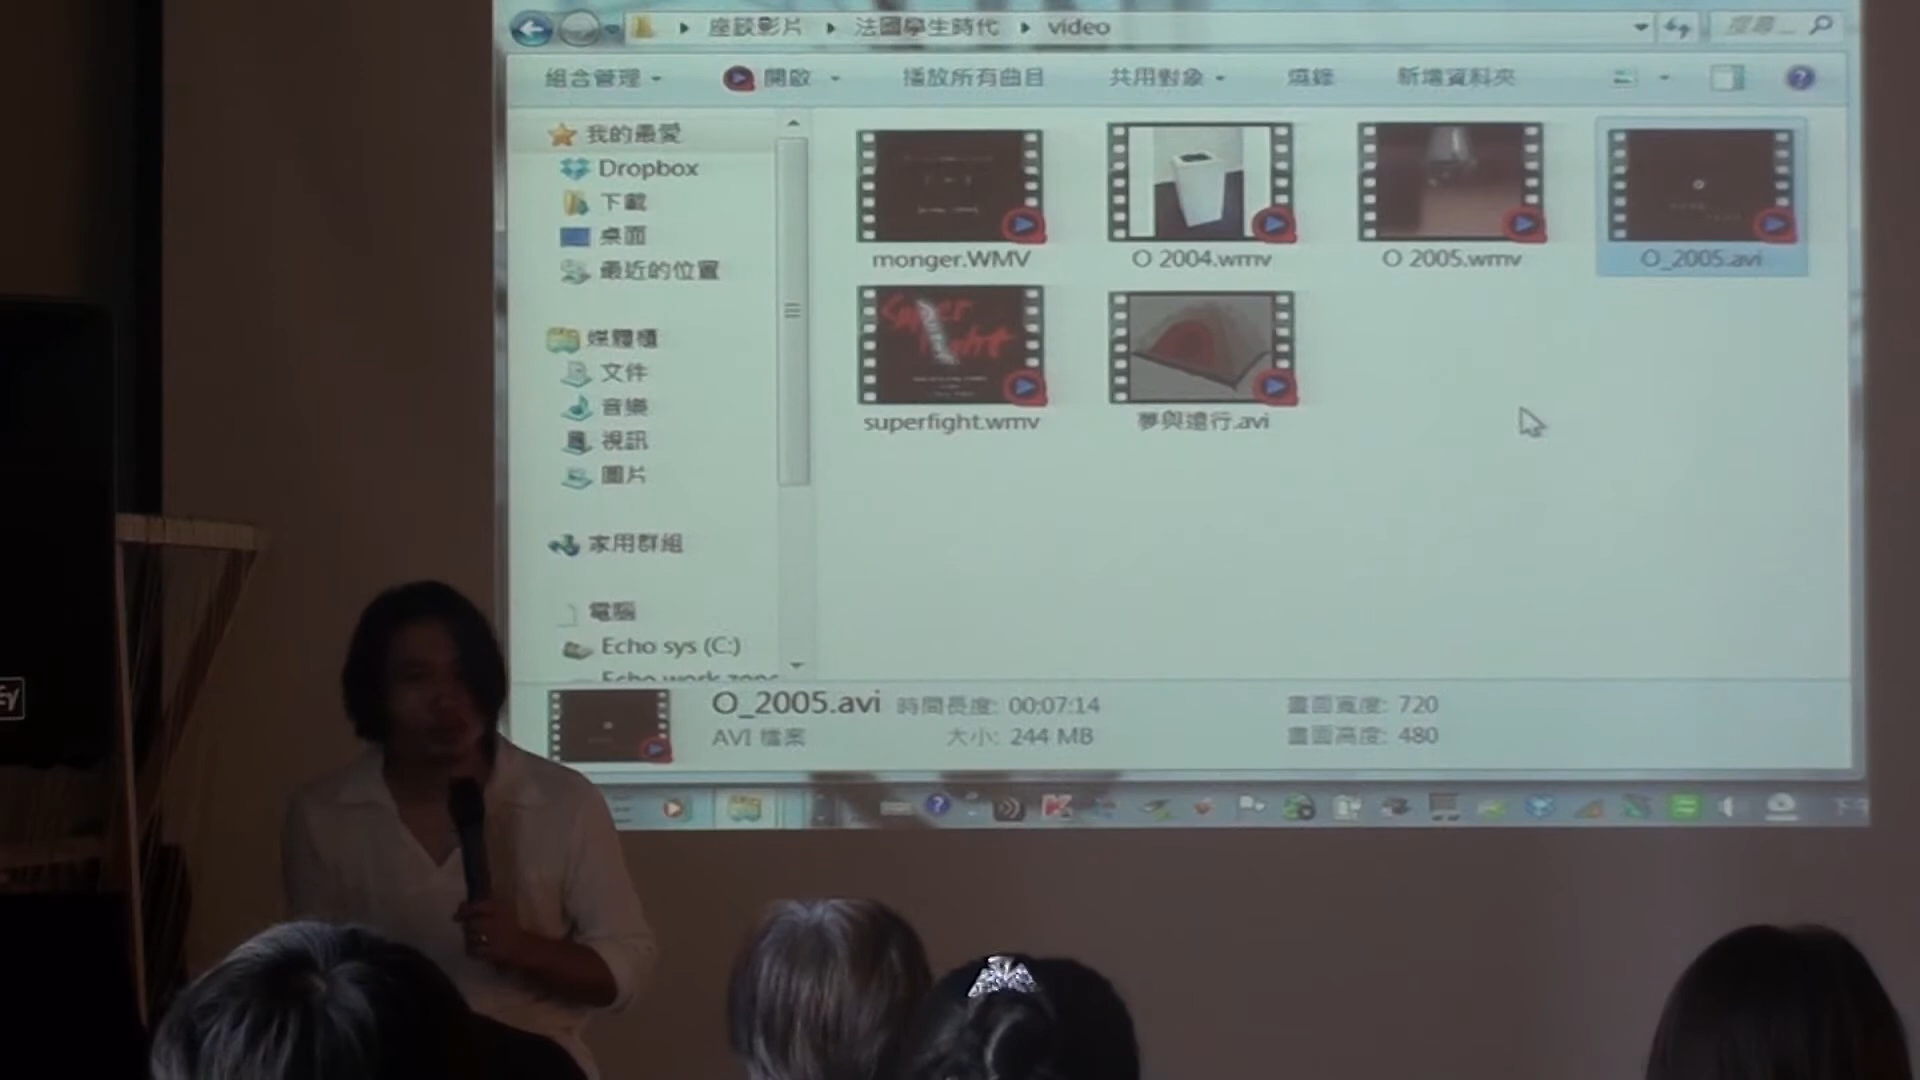 座談影片 法國學生時代 video
搜尋
組合管理 開啟 播放所有曲目 共用對象 燒錄 新增資料夾
我的最愛
Dropbox
下載
桌面
最近的位置
媒體櫃
文件
音樂
視訊
圖片
家用群組
電腦
Echo sys (C:)
monger.WMV
O 2004.wmv
O 2005.wmv
O_2005.avi
superfight.wmv
夢與遠行.avi
O_2005.avi 時間長度: 00:07:14 畫面寬度: 720
AVI 檔案 大小: 244 MB 畫面高度: 480